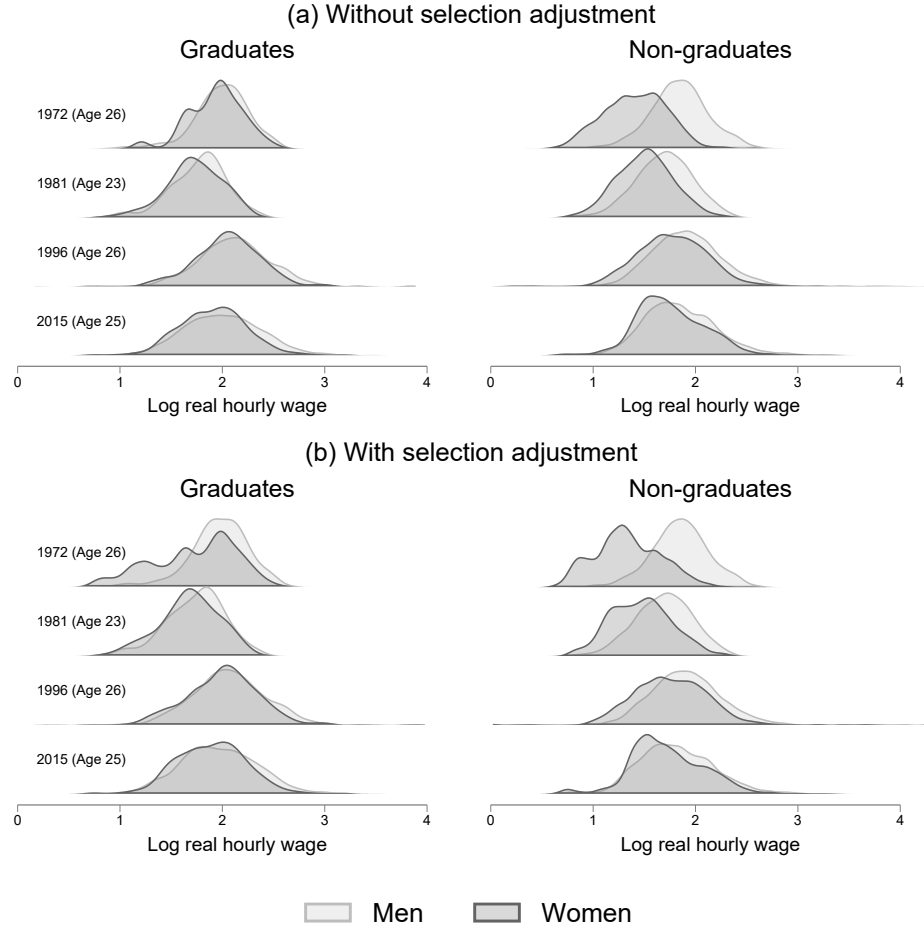 (a) Without selection adjustment
Graduates
Non-graduates
1972 (Age 26)
1981 (Age 23)
1996 (Age 26)
2015 (Age 25)
0 1 2 3 4
0 1 2 3 4
Log real hourly wage
Log real hourly wage
(b) With selection adjustment
Graduates
Non-graduates
1972 (Age 26)
1981 (Age 23)
1996 (Age 26)
2015 (Age 25)
0 1 2 3 4
0 1 2 3 4
Log real hourly wage
Log real hourly wage
Men
Women